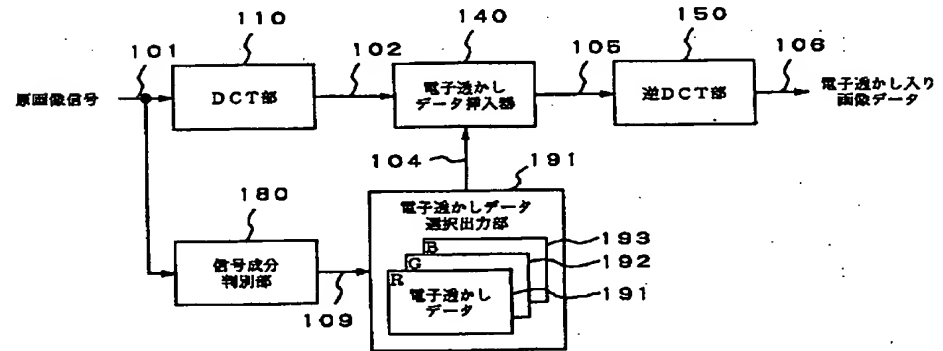 140
150
110
101
102
105
106
原画像信号
DCT部
電子透かし
データ挿入器
逆DCT部
電子透かし入り
画像データ
104
191
180
電子透かしデータ
選択出力部
193
B
192
G
191
R
電子透かし
データ
信号成分
判別部
109